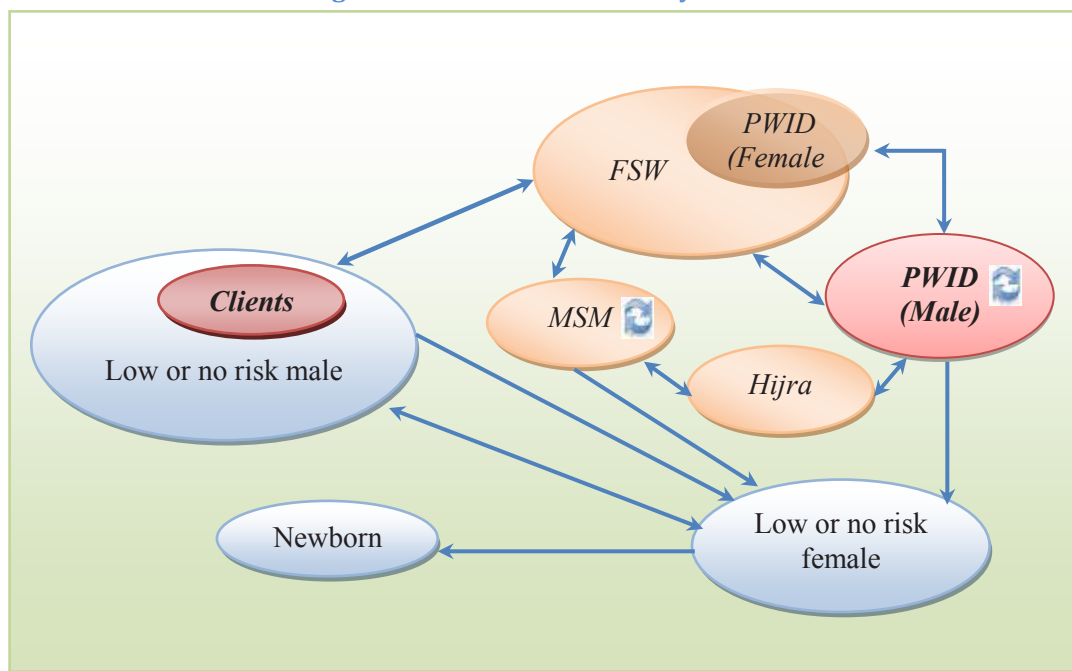 PWID
(Female
FSW
Clients
Low or no risk male
MSM
PWID
(Male)
Hijra
Newborn
Low or no risk
female